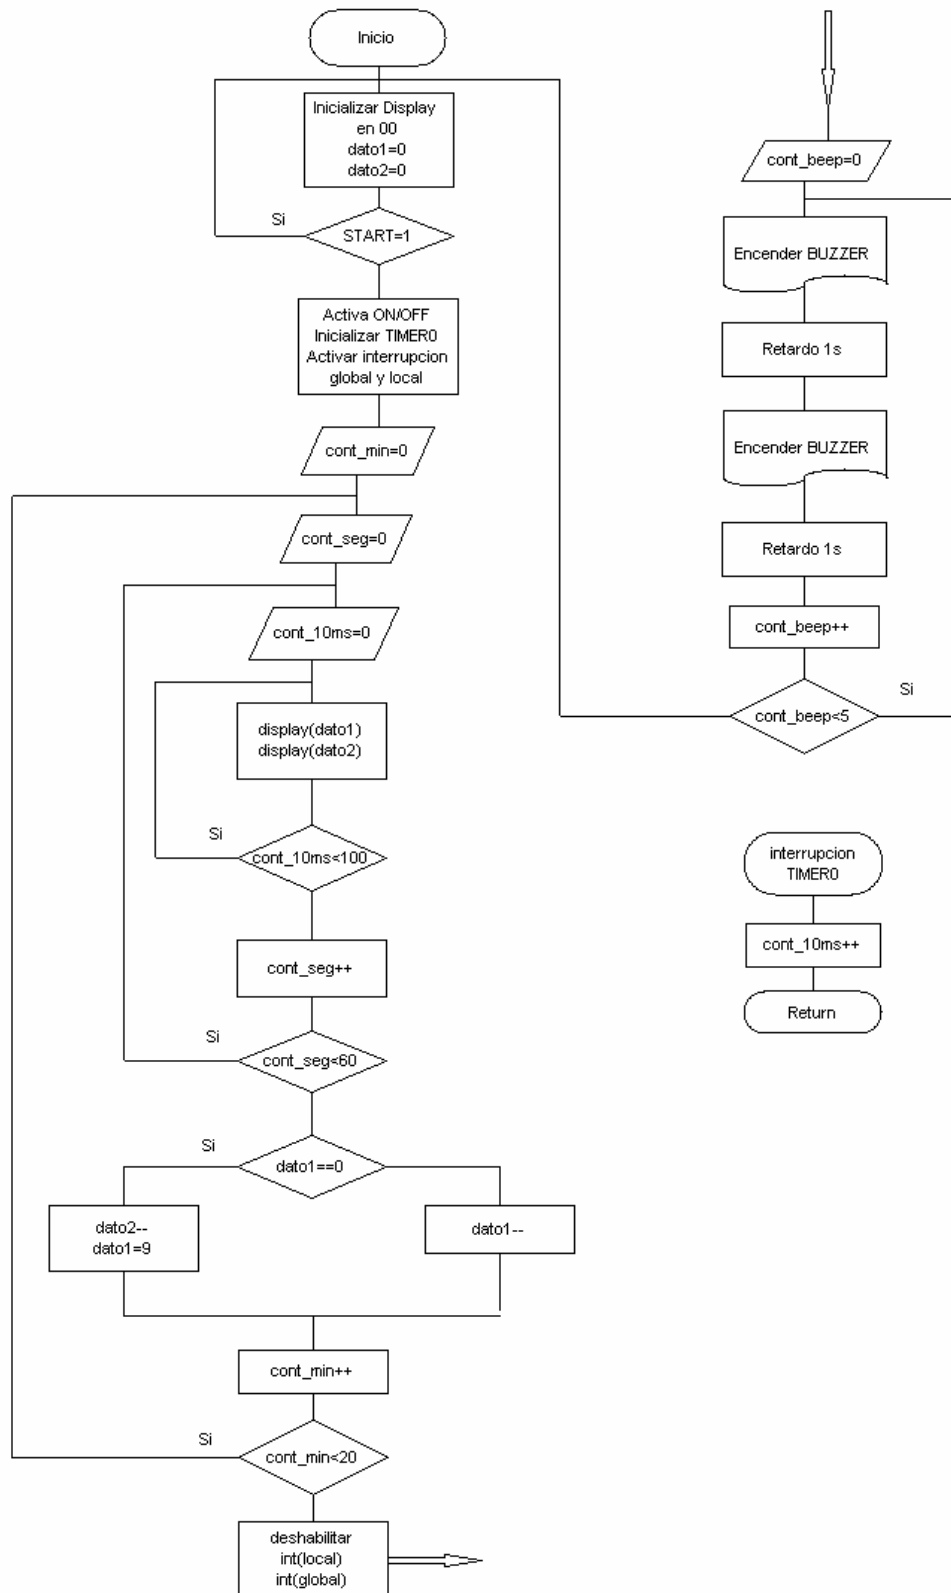 Inicio
Inicializar Display
en 00
dato1=0
dato2=0
Si
START=1
Activa ON/OFF
Inicializar TIMER0
Activar interrupcion
global y local
cont_min=0
cont_seg=0
cont_10ms=0
display(dato1)
display(dato2)
Si
cont_10ms<100
cont_seg++
Si
cont_seg<60
Si
dato1==0
dato2--
dato1=9
dato1--
cont_min++
Si
cont_min<20
deshabilitar
int(local)
int(global)
cont_beep=0
Encender BUZZER
Retardo 1s
Encender BUZZER
Retardo 1s
cont_beep++
Si
cont_beep<5
interrupcion
TIMER0
cont_10ms++
Return